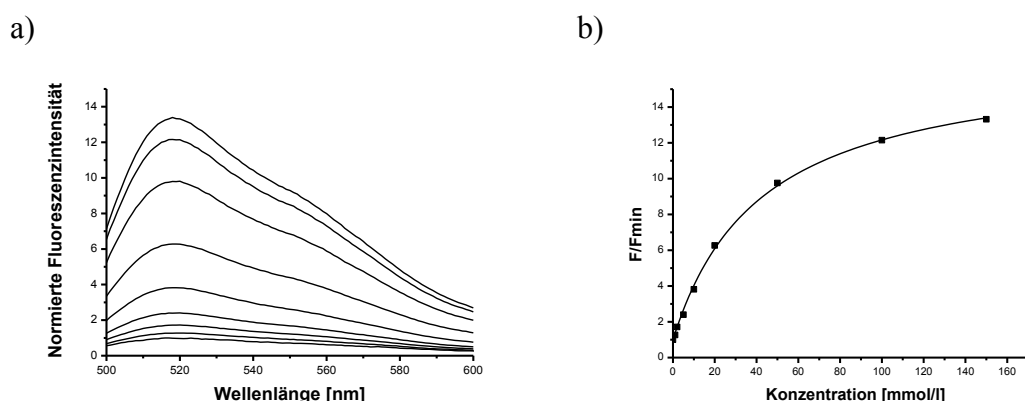 a)
b)
Normierte Fluoreszenzintensität
14
12
10
8
6
4
2
0
500 520 540 560 580 600
Wellenlänge [nm]
F/Fmin
14
12
10
8
6
4
2
0
0 20 40 60 80 100 120 140 160
Konzentration [mmol/l]